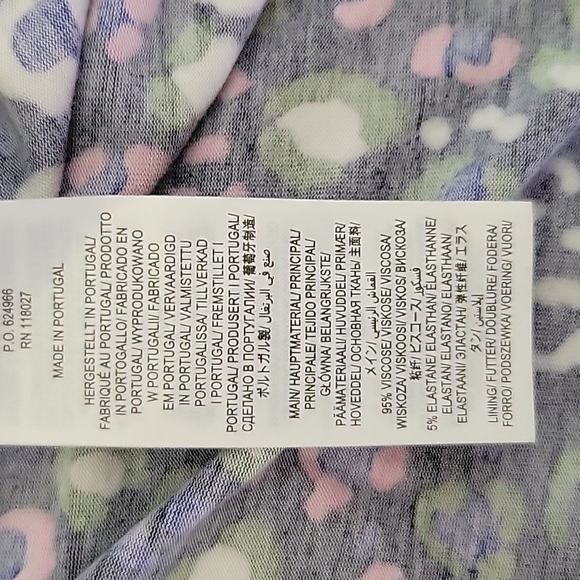 P.O. 624966
RN 118027
MADE IN PORTUGAL
HERGESTELLT IN PORTUGAL/
FABRIQUÉ AU PORTUGAL/ PRODOTTO
IN PORTOGALLO/ FABRICADO EN
PORTUGAL/ WYPRODUKOWANO
W PORTUGALII/ FABRICADO
EM PORTUGAL/ VERVAARDIGD
IN PORTUGAL/ VALMISTETTU
PORTUGALISSA/ TILLVERKAD
I PORTUGAL/ FREMSTILLET I
PORTUGAL/ PRODUSERT I PORTUGAL/
СДЕЛАНО В ПОРТУГАЛИИ/ 葡萄牙制造/
ポルトガル製/ صنع في البرتغال
MAIN/ HAUPTMATERIAL/ PRINCIPAL/
PRINCIPALE/ TEJIDO PRINCIPAL/
GŁÓWNA/ BELANGRIJKSTE/
PÄÄMATERIAALI/ HUVUDDEL/ PRIMÆR/
HOVEDDEL/ ОСНОВНАЯ ТКАНЬ/ 主面料/
メイン/ القماش الرئيسي
95% VISCOSE/ VISKOSE/ VISCOSA/
WISKOZA/ VISKOOSI/ VISKOS/ ВИСКОЗА/
粘纤/ ビスコース/ فسكوز
5% ELASTANE/ ELASTHAN/ ÉLASTHANNE/
ELASTAN/ ELASTANO/ ELASTHAAN/
ELASTAANI/ ЭЛАСТАН/ 弹性纤维/ エラス
タン/ إيلاستين
LINING/ FUTTER/ DOUBLURE/ FODERA/
FORRO/ PODSZEWKA/ VOERING/ VUORI/